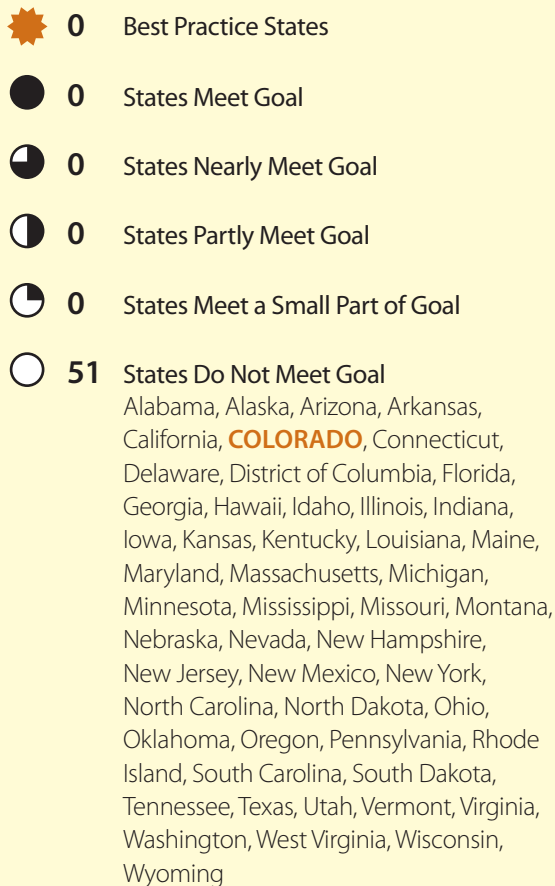 0 Best Practice States
0 States Meet Goal
0 States Nearly Meet Goal
0 States Partly Meet Goal
0 States Meet a Small Part of Goal
51 States Do Not Meet Goal
Alabama, Alaska, Arizona, Arkansas,
California, COLORADO, Connecticut,
Delaware, District of Columbia, Florida,
Georgia, Hawaii, Idaho, Illinois, Indiana,
Iowa, Kansas, Kentucky, Louisiana, Maine,
Maryland, Massachusetts, Michigan,
Minnesota, Mississippi, Missouri, Montana,
Nebraska, Nevada, New Hampshire,
New Jersey, New Mexico, New York,
North Carolina, North Dakota, Ohio,
Oklahoma, Oregon, Pennsylvania, Rhode
Island, South Carolina, South Dakota,
Tennessee, Texas, Utah, Vermont, Virginia,
Washington, West Virginia, Wisconsin,
Wyoming